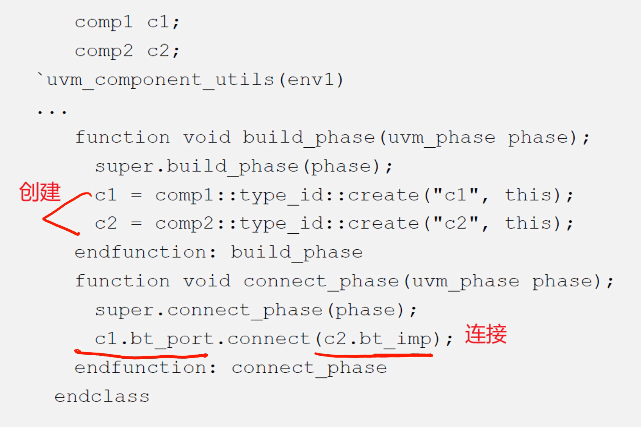 comp1 c1;
comp2 c2;
`uvm_component_utils(env1)
...
function void build_phase(uvm_phase phase);
super.build_phase(phase);
创建 c1 = comp1::type_id::create("c1", this);
c2 = comp2::type_id::create("c2", this);
endfunction: build_phase
function void connect_phase(uvm_phase phase);
super.connect_phase(phase);
c1.bt_port.connect(c2.bt_imp); 连接
endfunction: connect_phase
endclass